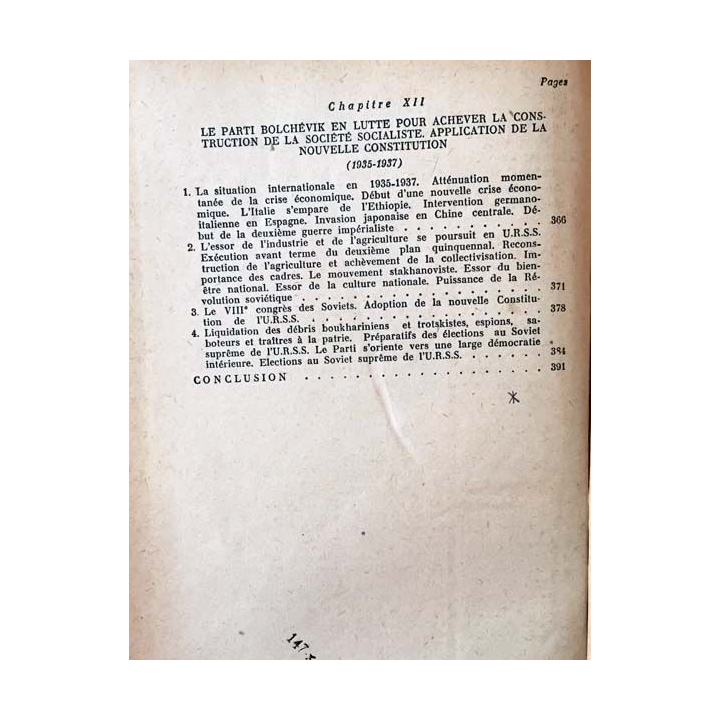 Pages
Chapitre XII
LE PARTI BOLCHÉVIK EN LUTTE POUR ACHEVER LA CONS-
TRUCTION DE LA SOCIÉTÉ SOCIALISTE. APPLICATION DE LA
NOUVELLE CONSTITUTION
(1935-1937)
1. La situation internationale en 1935-1937. Atténuation momen-
tanée de la crise économique. Début d'une nouvelle crise écono-
mique. L'Italie s'empare de l'Ethiopie. Intervention germano-
italienne en Espagne. Invasion japonaise en Chine centrale. Dé-
but de la deuxième guerre impérialiste . . . . . . . . . . . 366
2. L'essor de l'industrie et de l'agriculture se poursuit en U.R.S.S.
Exécution avant terme du deuxième plan quinquennal. Recons-
truction de l'agriculture et achèvement de la collectivisation. Im-
portance des cadres. Le mouvement stakhanoviste. Essor du bien-
être national. Essor de la culture nationale. Puissance de la Ré-
volution soviétique . . . . . . . . . . . . . . . . . 371
3. Le VIIIe congrès des Soviets. Adoption de la nouvelle Constitu-
tion de l'U.R.S.S. . . . . . . . . . . . . . . . . . 378
4. Liquidation des débris boukhariniens et trotskistes, espions, sa-
boteurs et traîtres à la patrie. Préparatifs des élections au Soviet
suprême de l'U.R.S.S. Le Parti s'oriente vers une large démocratie
intérieure. Elections au Soviet suprême de l'U.R.S.S. . . . . . . 384
CONCLUSION . . . . . . . . . . . . . . . . . . 391